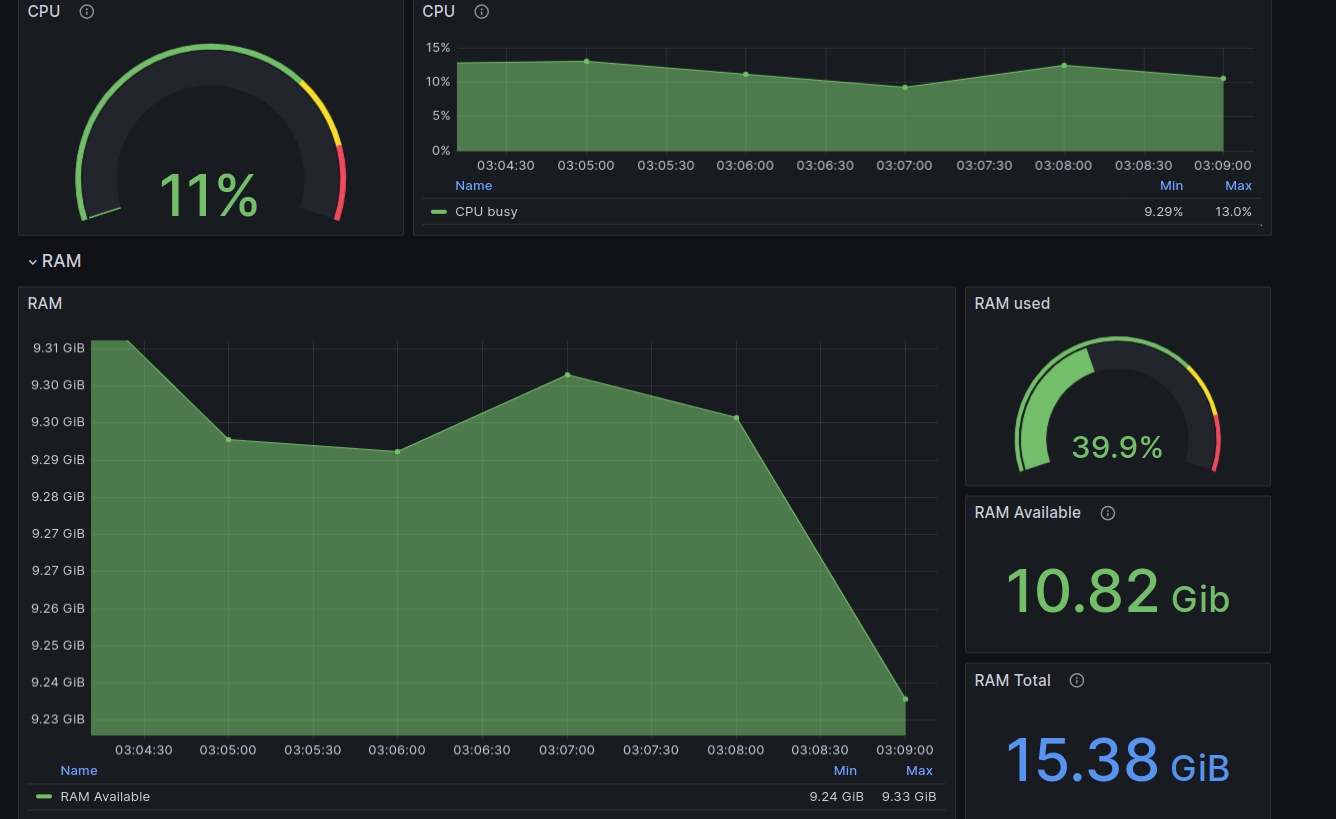 CPU
11%
CPU
15%
10%
5%
0%
03:04:30 03:05:00 03:05:30 03:06:00 03:06:30 03:07:00 03:07:30 03:08:00 03:08:30 03:09:00
Name Min Max
CPU busy 9.29% 13.0%
RAM
RAM
9.31 GiB
9.30 GiB
9.30 GiB
9.29 GiB
9.28 GiB
9.27 GiB
9.27 GiB
9.26 GiB
9.25 GiB
9.24 GiB
9.23 GiB
03:04:30 03:05:00 03:05:30 03:06:00 03:06:30 03:07:00 03:07:30 03:08:00 03:08:30 03:09:00
Name Min Max
RAM Available 9.24 GiB 9.33 GiB
RAM used
39.9%
RAM Available
10.82 Gib
RAM Total
15.38 GiB